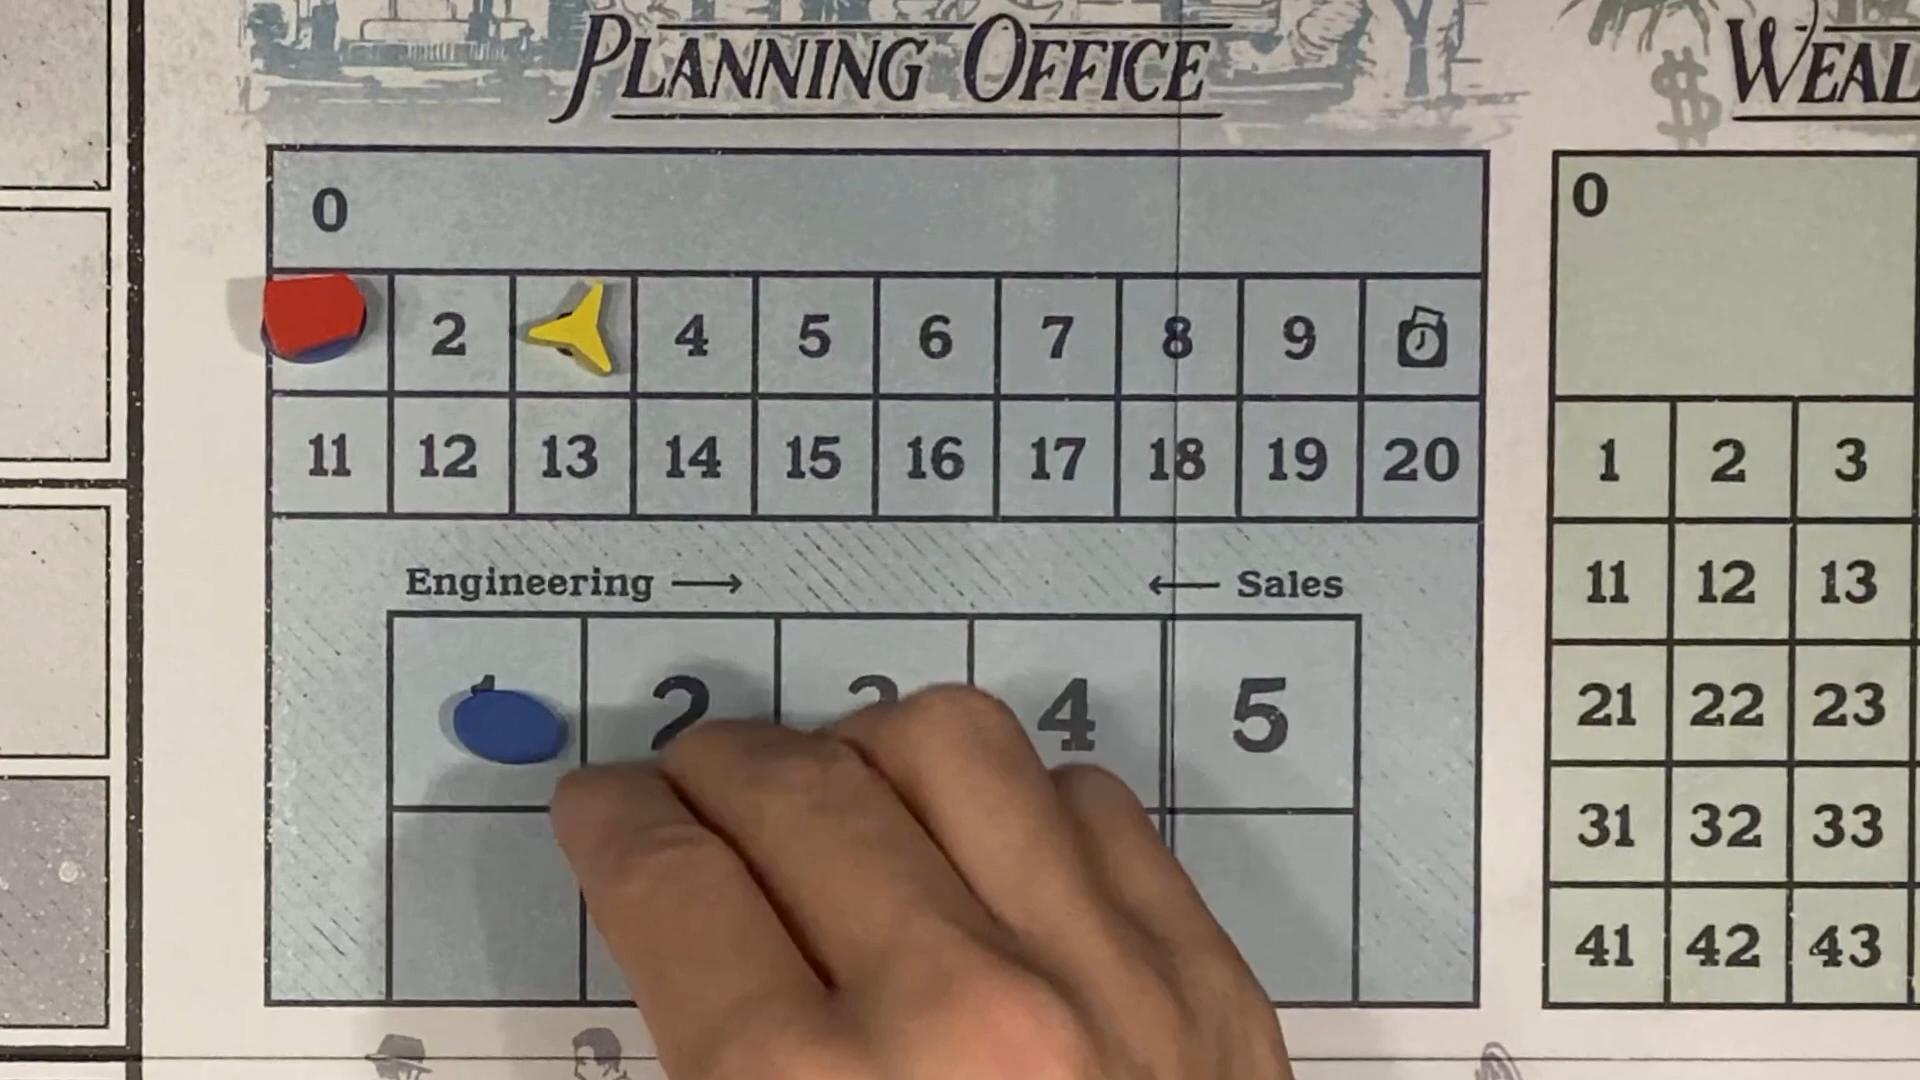 PLANNING OFFICE
$ WEAL
0
2 4 5 6 7 8 9
11 12 13 14 15 16 17 18 19 20
Engineering → ← Sales
2 4 5
0
1 2 3
11 12 13
21 22 23
31 32 33
41 42 43